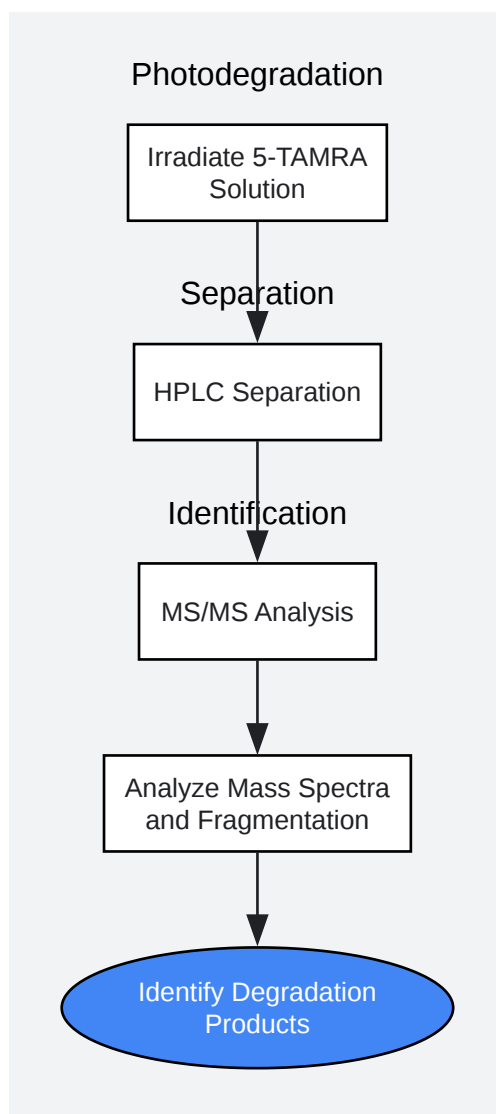 Photodegradation
Irradiate 5-TAMRA
Solution
Separation
HPLC Separation
Identification
MS/MS Analysis
Analyze Mass Spectra
and Fragmentation
Identify Degradation
Products